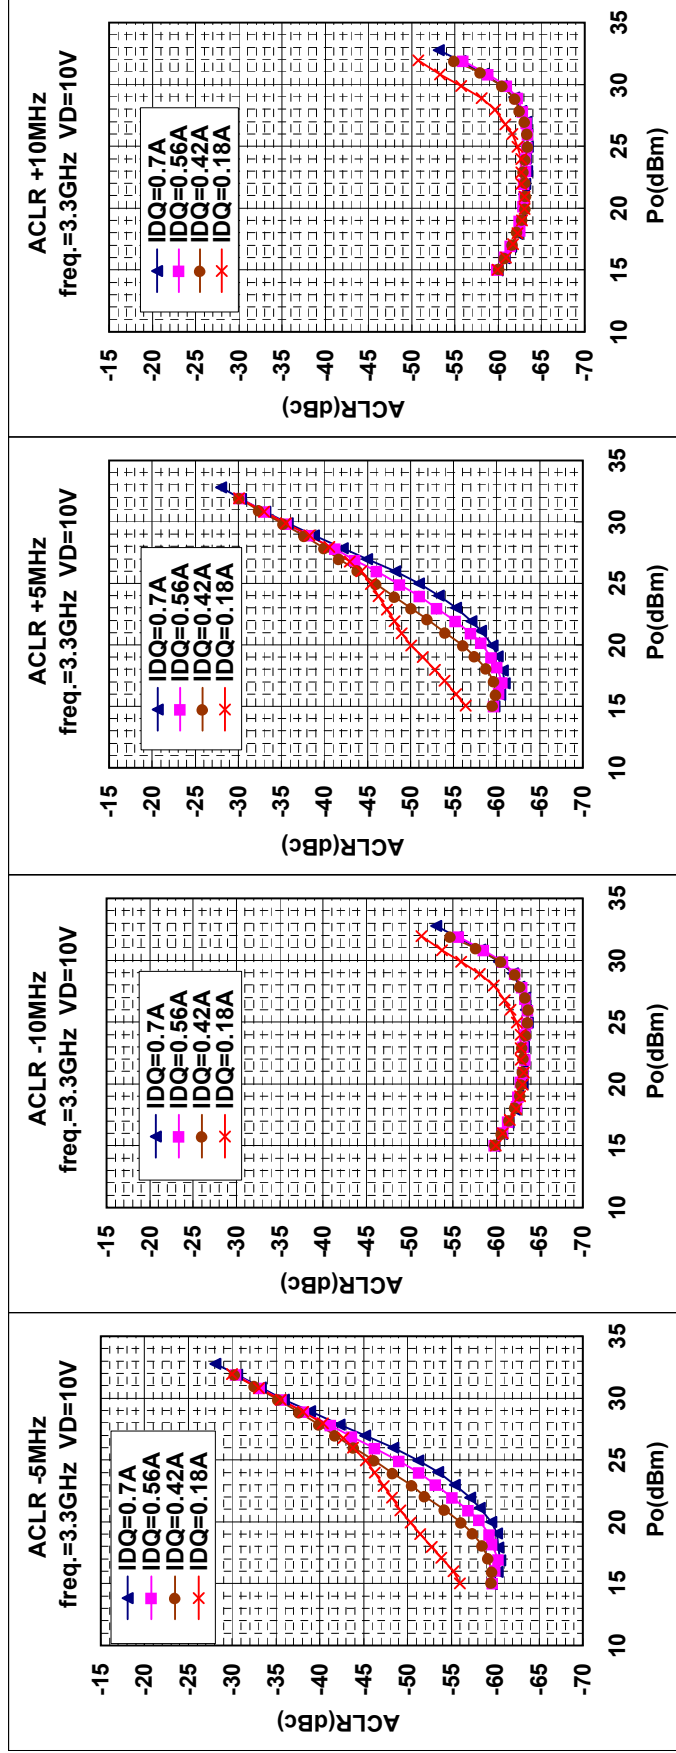 ACLR -5MHz
freq.=3.3GHz VD=10V
IDQ=0.7A
IDQ=0.56A
IDQ=0.42A
IDQ=0.18A
ACLR(dBc)
-15
-20
-25
-30
-35
-40
-45
-50
-55
-60
-65
-70
10
15
20
25
30
35
Po(dBm)
ACLR -10MHz
freq.=3.3GHz VD=10V
IDQ=0.7A
IDQ=0.56A
IDQ=0.42A
IDQ=0.18A
ACLR(dBc)
-15
-20
-25
-30
-35
-40
-45
-50
-55
-60
-65
-70
10
15
20
25
30
35
Po(dBm)
ACLR +5MHz
freq.=3.3GHz VD=10V
IDQ=0.7A
IDQ=0.56A
IDQ=0.42A
IDQ=0.18A
ACLR(dBc)
-15
-20
-25
-30
-35
-40
-45
-50
-55
-60
-65
-70
10
15
20
25
30
35
Po(dBm)
ACLR +10MHz
freq.=3.3GHz VD=10V
IDQ=0.7A
IDQ=0.56A
IDQ=0.42A
IDQ=0.18A
ACLR(dBc)
-15
-20
-25
-30
-35
-40
-45
-50
-55
-60
-65
-70
10
15
20
25
30
35
Po(dBm)